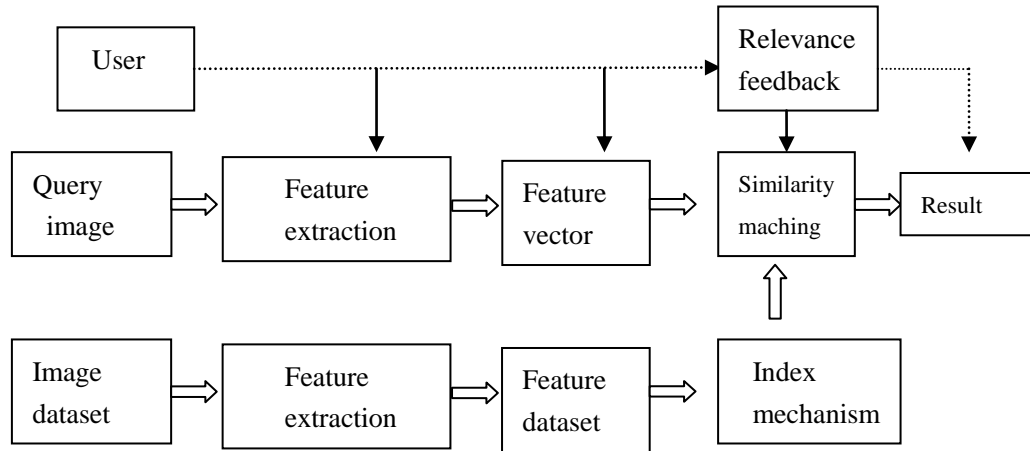 User
Relevance
feedback
Query
image
Feature
extraction
Feature
vector
Similarity
maching
Result
Image
dataset
Feature
extraction
Feature
dataset
Index
mechanism